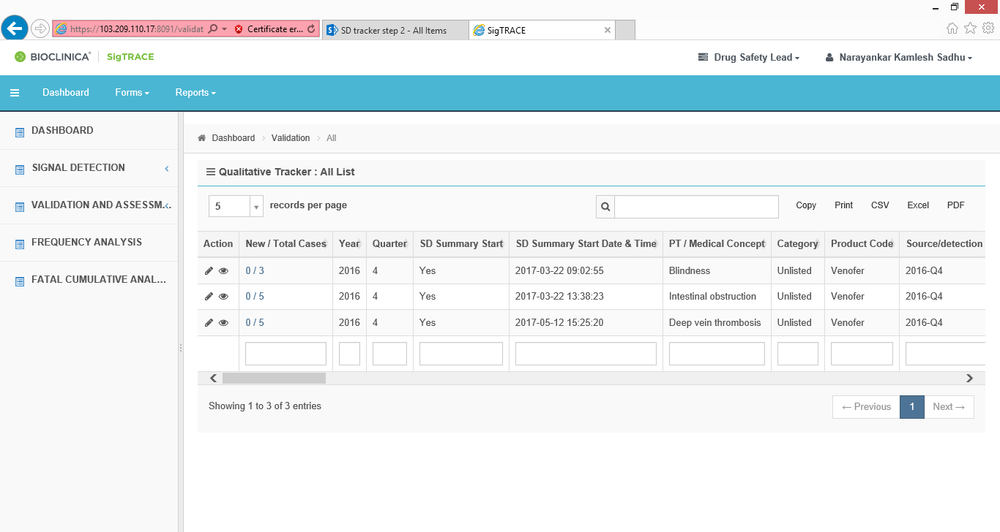 https://103.209.110.17:8091/validat
Certificate er...
SD tracker step 2 - All Items
SigTRACE
BIOCLINICA® SigTRACE
Drug Safety Lead
Narayankar Kamlesh Sadhu
Dashboard Forms Reports
DASHBOARD
SIGNAL DETECTION
VALIDATION AND ASSESSM...
FREQUENCY ANALYSIS
FATAL CUMULATIVE ANAL...
Dashboard > Validation > All
Qualitative Tracker : All List
5 records per page
Copy Print CSV Excel PDF
Action New / Total Cases Year Quarter SD Summary Start SD Summary Start Date & Time PT / Medical Concept Category Product Code Source/detection
0 / 3 2016 4 Yes 2017-03-22 09:02:55 Blindness Unlisted Venofer 2016-Q4
0 / 5 2016 4 Yes 2017-03-22 13:38:23 Intestinal obstruction Unlisted Venofer 2016-Q4
0 / 5 2016 4 Yes 2017-05-12 15:25:20 Deep vein thrombosis Unlisted Venofer 2016-Q4
Showing 1 to 3 of 3 entries
← Previous 1 Next →